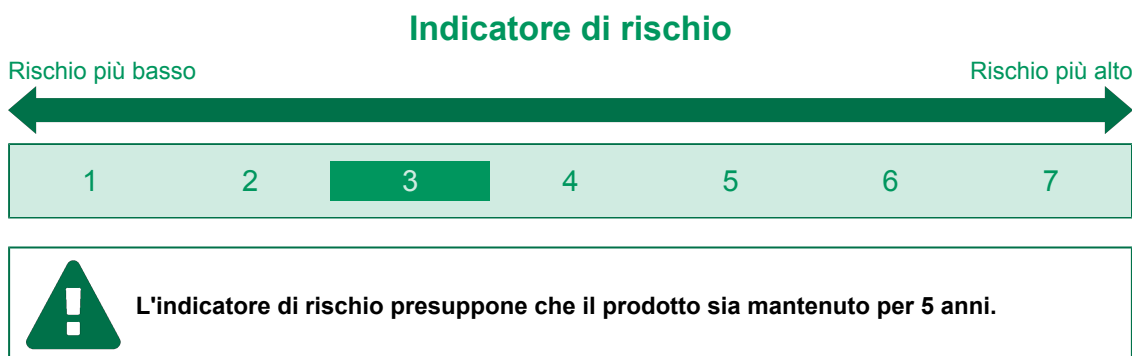 Indicatore di rischio
Rischio più basso Rischio più alto
1 2 3 4 5 6 7
L'indicatore di rischio presuppone che il prodotto sia mantenuto per 5 anni.